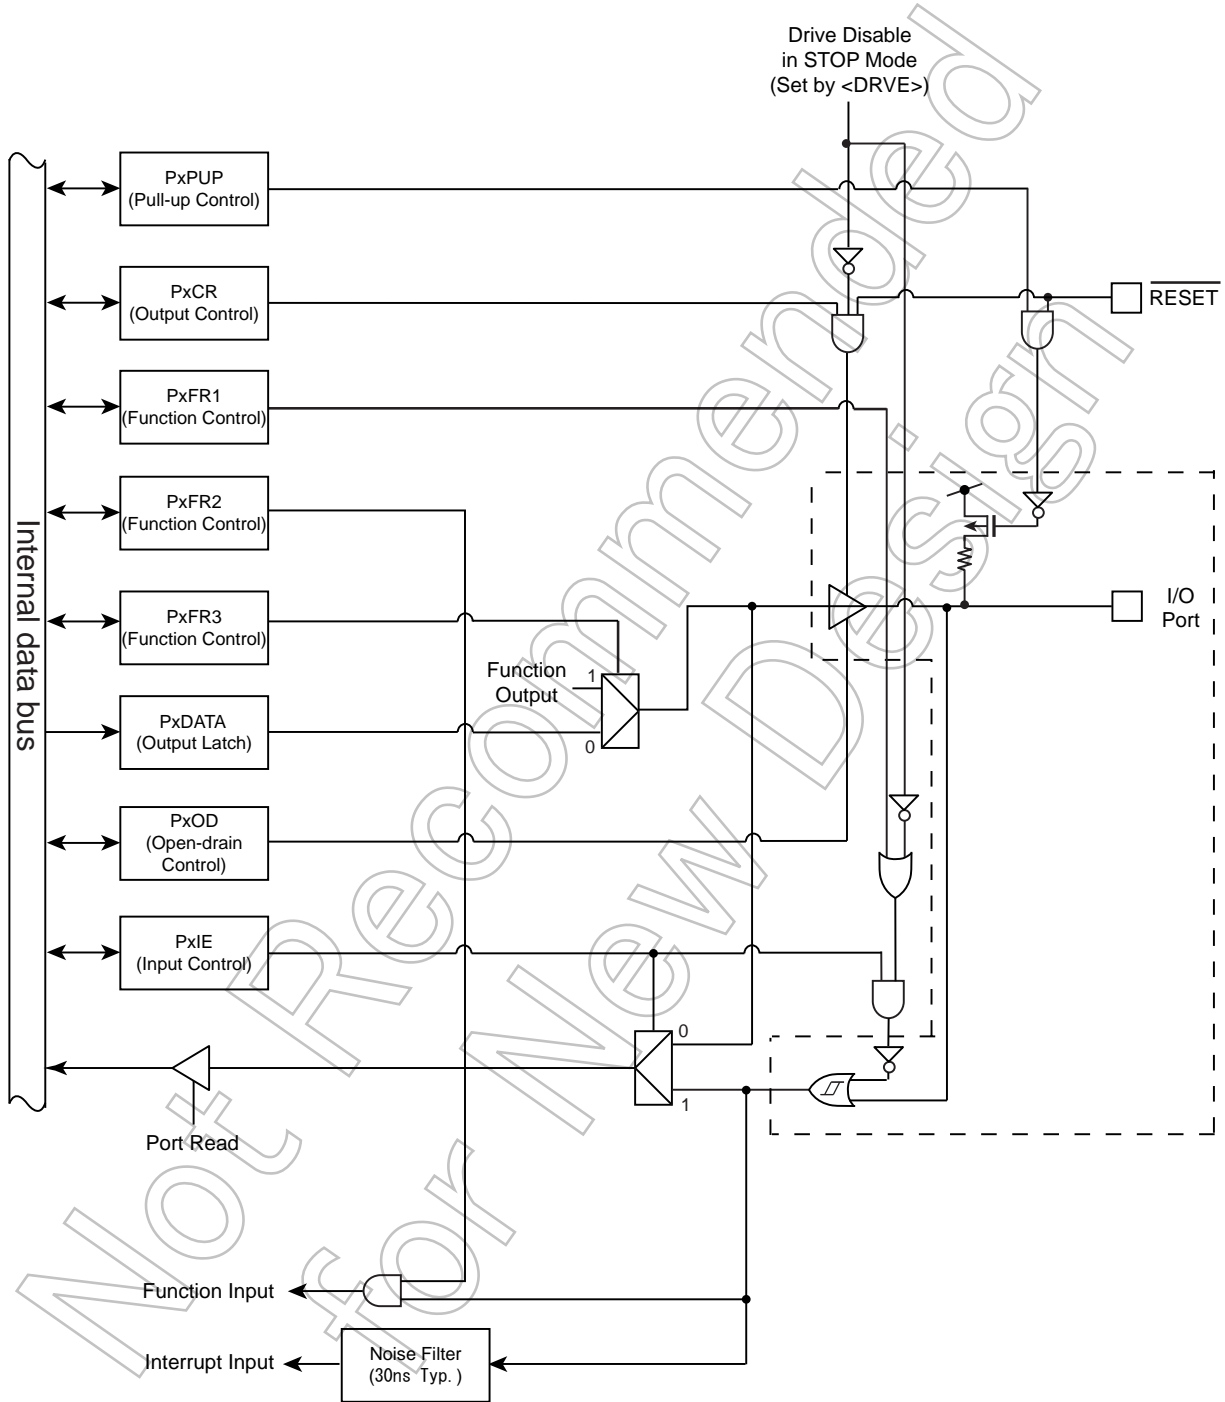 Drive Disable
in STOP Mode
(Set by <DRVE>)
PxPUP
(Pull-up Control)
PxCR
(Output Control)
RESET
PxFR1
(Function Control)
PxFR2
(Function Control)
Internal data bus
PxFR3
(Function Control)
I/O
Port
Function
Output
1
0
PxDATA
(Output Latch)
PxOD
(Open-drain
Control)
PxIE
(Input Control)
0
1
Port Read
Function Input
Interrupt Input
Noise Filter
(30ns Typ.)
Not Recommended
for New Design